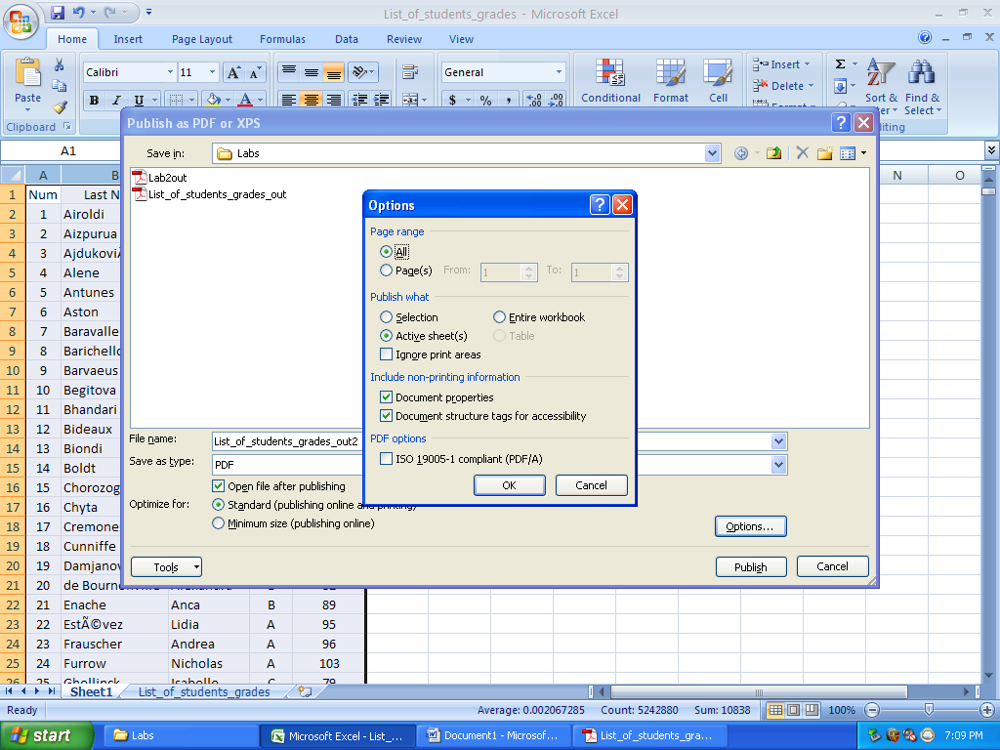 List_of_students_grades - Microsoft Excel
Home Insert Page Layout Formulas Data Review View
Paste
Clipboard
Calibri 11
B I U
General
$ % ,
Conditional Format Cell
Insert
Delete
Format
Σ
Sort & Find &
Select
A1
Publish as PDF or XPS
Save in: Labs
Lab2out
List_of_students_grades_out
File name: List_of_students_grades_out2
Save as type: PDF
Open file after publishing
Optimize for: Standard (publishing online and printing)
Minimum size (publishing online)
Options...
Tools Publish Cancel
Options
Page range
All
Page(s) From: 1 To: 1
Publish what
Selection Entire workbook
Active sheet(s) Table
Ignore print areas
Include non-printing information
Document properties
Document structure tags for accessibility
PDF options
ISO 19005-1 compliant (PDF/A)
OK Cancel
A B N O
1 Num Last N
2 1 Airoldi
3 2 Aizpurua
4 3 AjdukoviÄ
5 4 Alene
6 5 Antunes
7 6 Aston
8 7 Baravalle
9 8 Barichello
10 9 Barvaeus
11 10 Begitova
12 11 Bhandari
13 12 Bideaux
14 13 Biondi
15 14 Boldt
16 15 Chorozog
17 16 Chyta
18 17 Cremone
19 18 Cunniffe
20 19 Damjanov
21 20 de Bournonville
22 21 Enache Anca B 89
23 22 EstÃ©vez Lidia A 95
24 23 Frauscher Andrea A 96
25 24 Furrow Nicholas A 103
26 25 Ghellinck Isabelle C 79
Sheet1 List_of_students_grades
Ready Average: 0.002067285 Count: 5242880 Sum: 10838 100%
start Labs Microsoft Excel - List_... Document1 - Microsof... List_of_students_gra... 7:09 PM